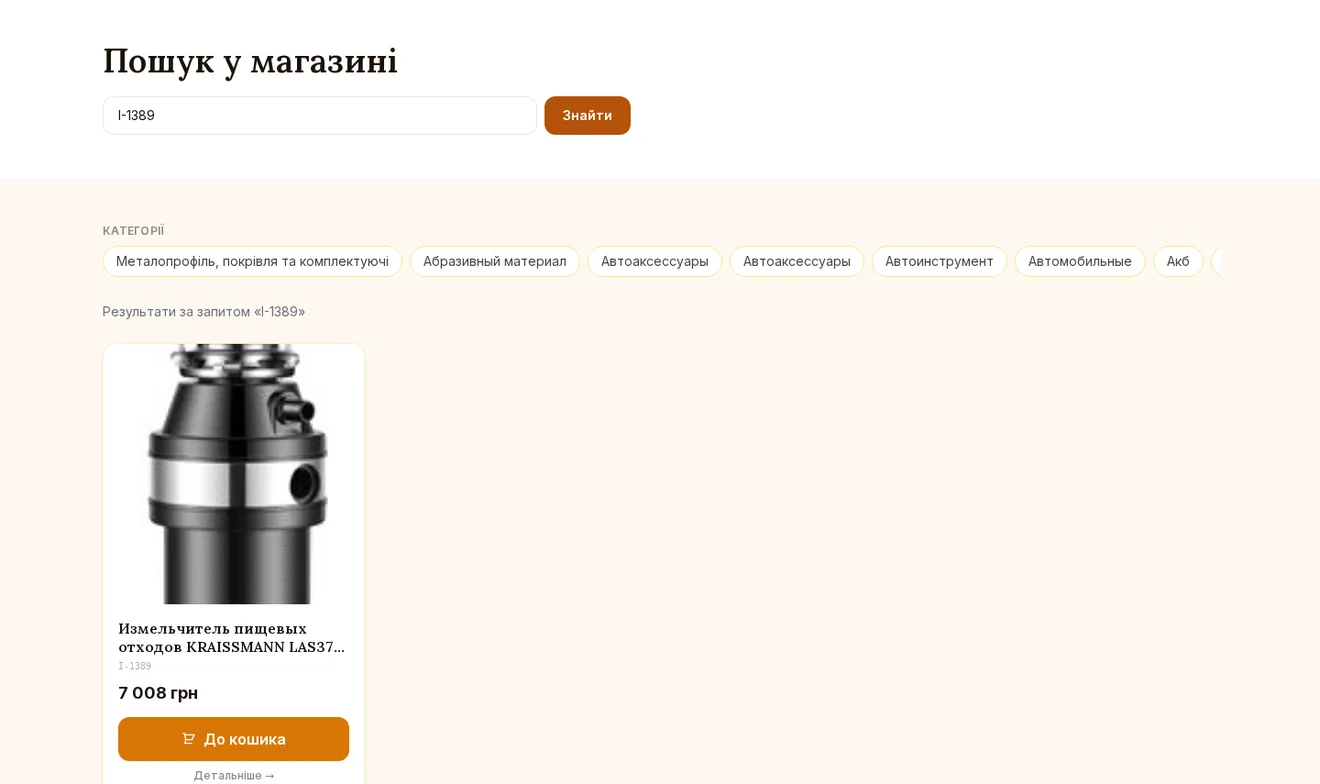 Пошук у магазині
I-1389
Знайти
КАТЕГОРІЇ
Металопрофіль, покрівля та комплектуючі
Абразивный материал
Автоаксессуары
Автоаксессуары
Автоинструмент
Автомобильные
Акб
Результати за запитом «I-1389»
Измельчитель пищевых
отходов KRAISSMANN LAS37...
I-1389
7 008 грн
До кошика
Детальніше →